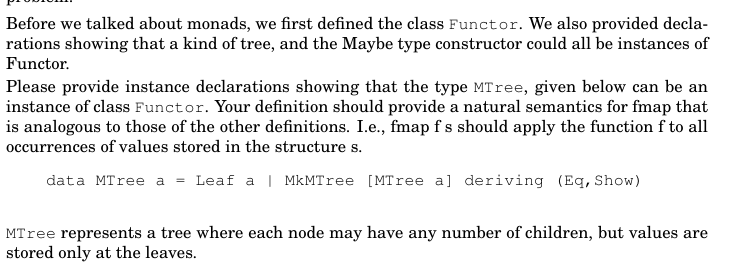 Before we talked about monads, we first defined the class Functor. We also provided decla-
rations showing that a kind of tree, and the Maybe type constructor could all be instances of
Functor.
Please provide instance declarations showing that the type MTree, given below can be an
instance of class Functor. Your definition should provide a natural semantics for fmap that
is analogous to those of the other definitions. I.e., fmap f s should apply the function f to all
occurrences of values stored in the structure s.
data MTree a = Leaf a | MkMTree [MTree a] deriving (Eq,Show)
MTree represents a tree where each node may have any number of children, but values are
stored only at the leaves.